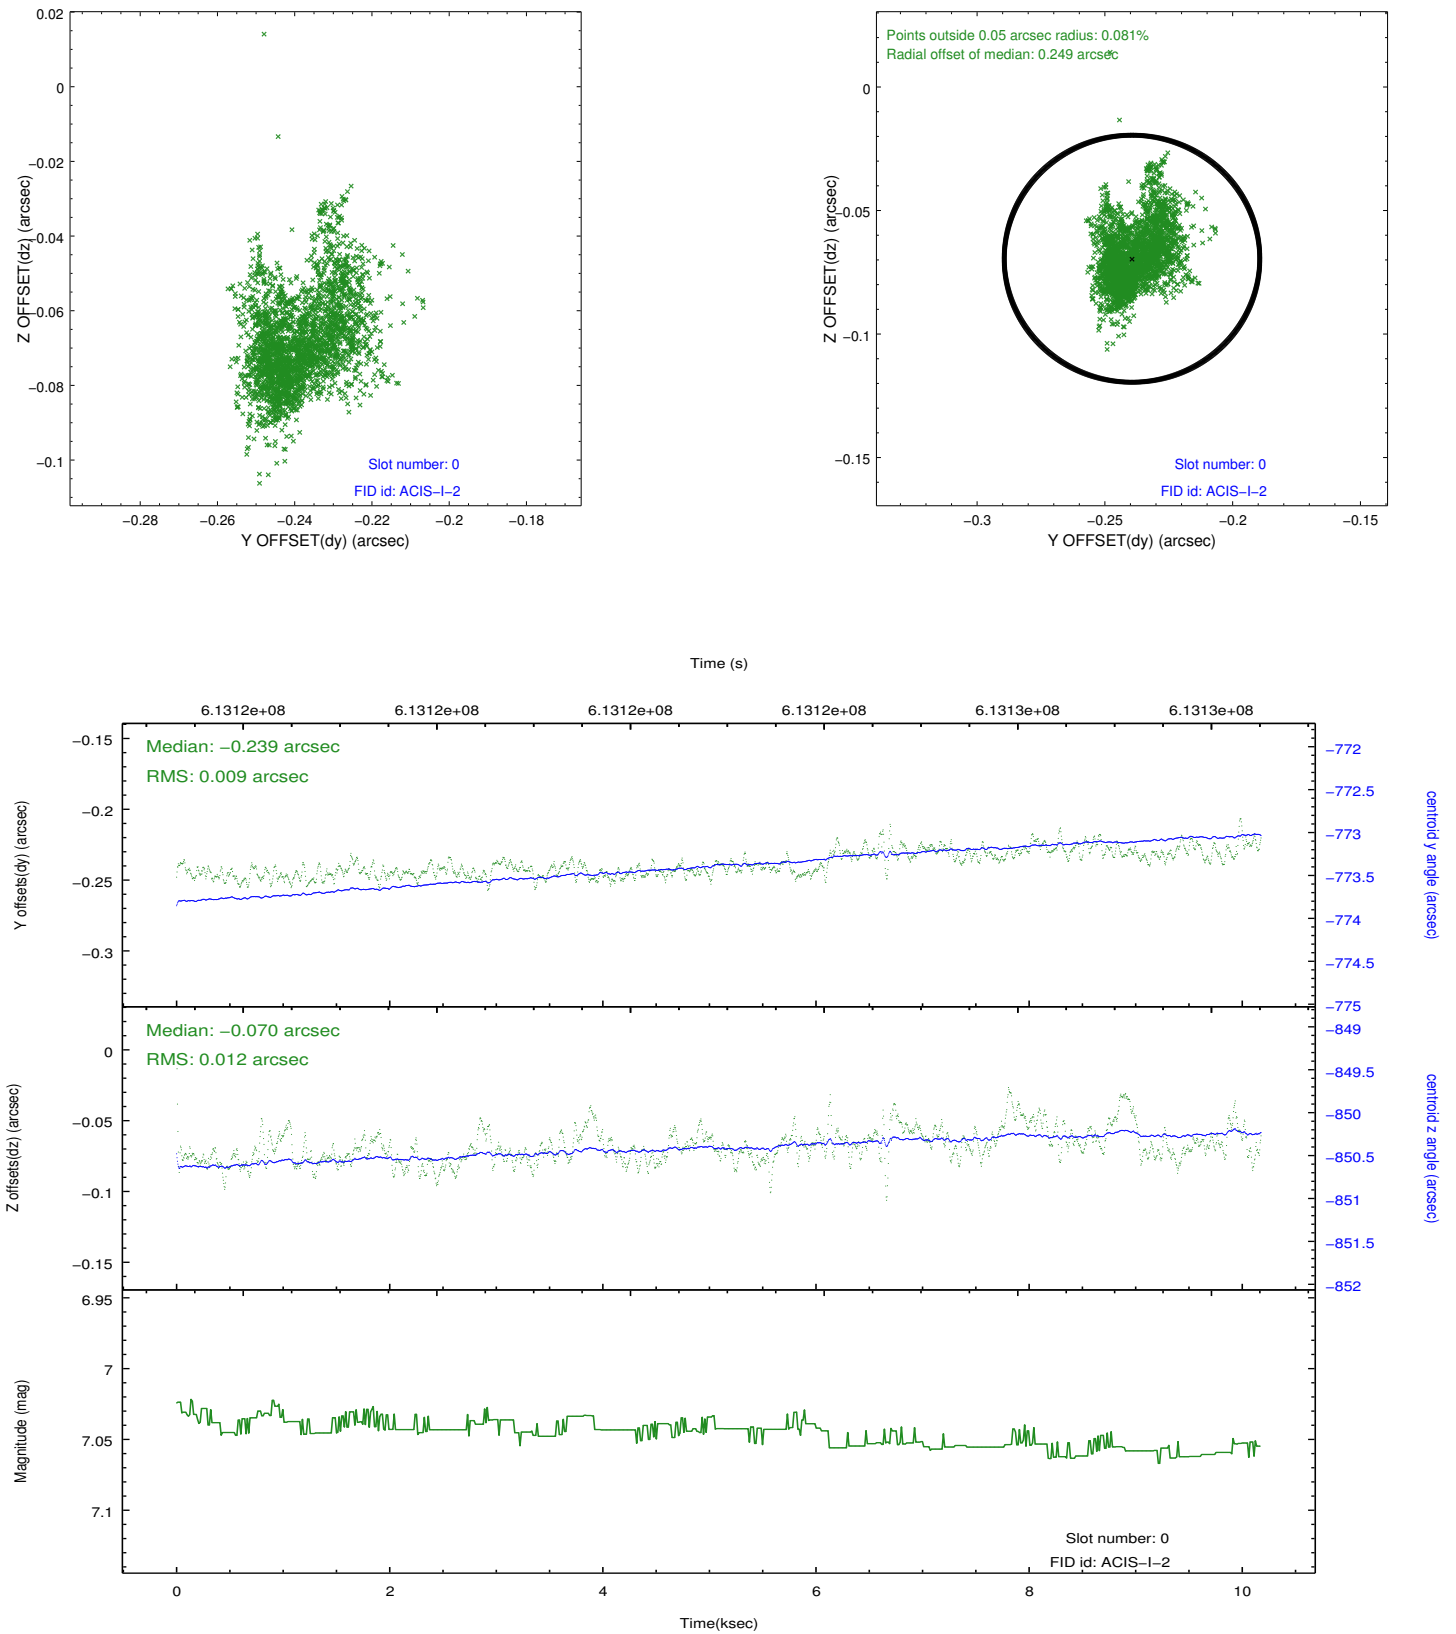 0.02
0
−0.02
−0.04
−0.06
−0.08
−0.1
Z OFFSET(dz) (arcsec)
Slot number: 0
FID id: ACIS−I−2
−0.28 −0.26 −0.24 −0.22 −0.2 −0.18
Y OFFSET(dy) (arcsec)
Points outside 0.05 arcsec radius: 0.081%
Radial offset of median: 0.249 arcsec
0
−0.05
−0.1
−0.15
Z OFFSET(dz) (arcsec)
Slot number: 0
FID id: ACIS−I−2
−0.3 −0.25 −0.2 −0.15
Y OFFSET(dy) (arcsec)
Time (s)
6.1312e+08 6.1312e+08 6.1312e+08 6.1312e+08 6.1313e+08 6.1313e+08
Median: −0.239 arcsec
RMS: 0.009 arcsec
−0.15
−0.2
−0.25
−0.3
Y offsets(dy) (arcsec)
−772
−772.5
−773
−773.5
−774
−774.5
−775
centroid y angle (arcsec)
Median: −0.070 arcsec
RMS: 0.012 arcsec
0
−0.05
−0.1
−0.15
Z offsets(dz) (arcsec)
−849
−849.5
−850
−850.5
−851
−851.5
−852
centroid z angle (arcsec)
6.95
7
7.05
7.1
Magnitude (mag)
Slot number: 0
FID id: ACIS−I−2
0 2 4 6 8 10
Time(ksec)